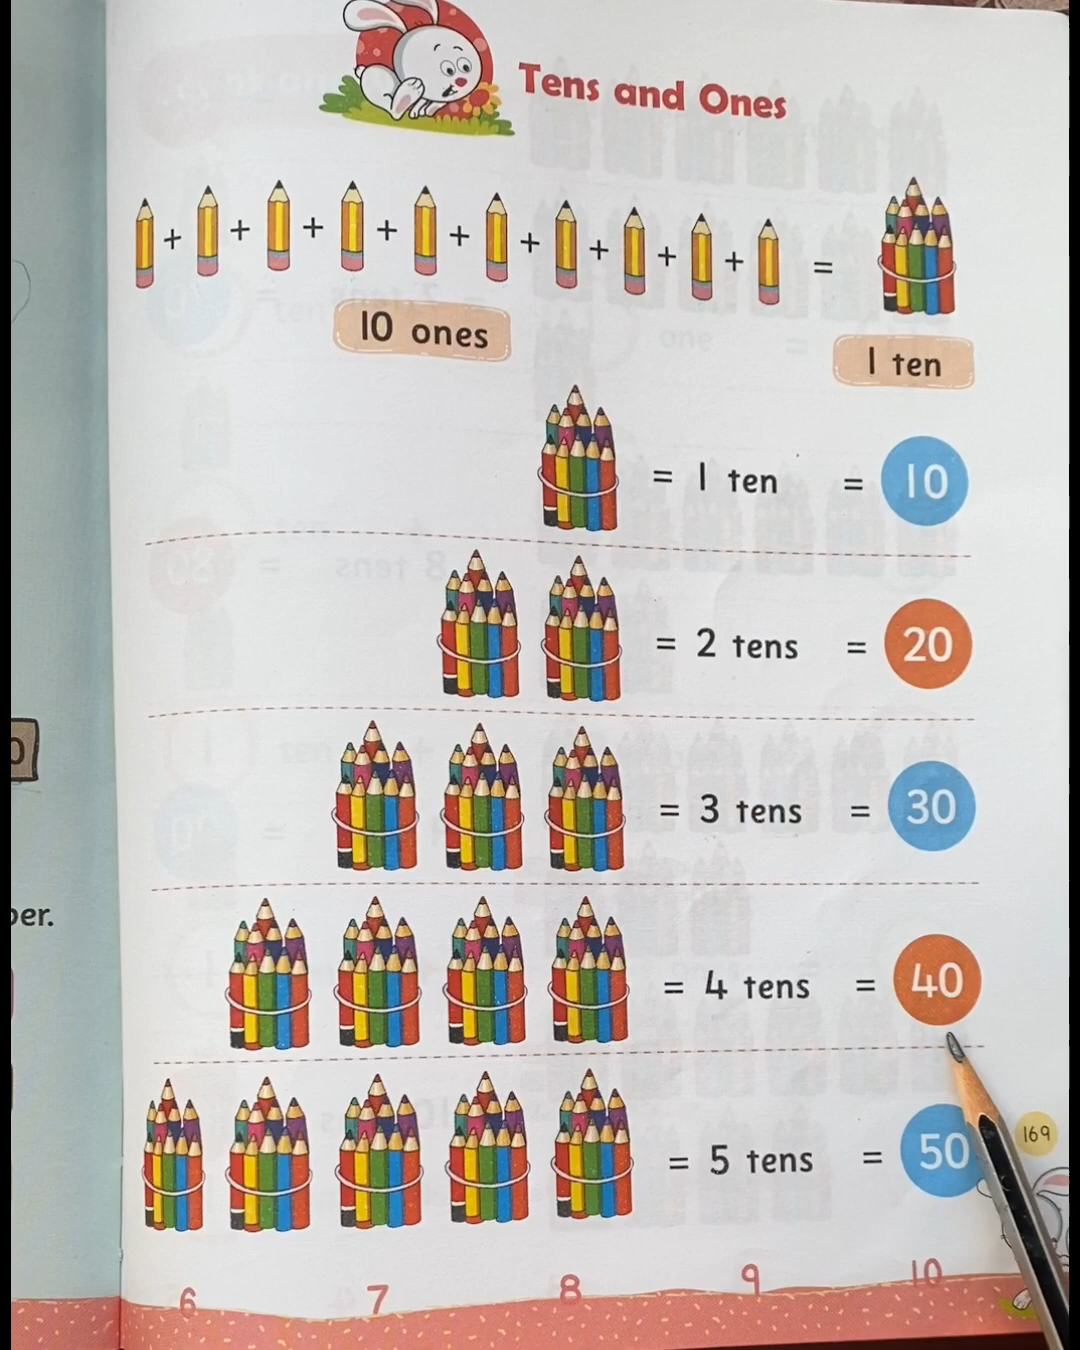 Tens and Ones
+ + + + + + + + + =
10 ones
1 ten
= 1 ten = 10
= 2 tens = 20
= 3 tens = 30
= 4 tens = 40
= 5 tens = 50
169
6 7 8 9 10